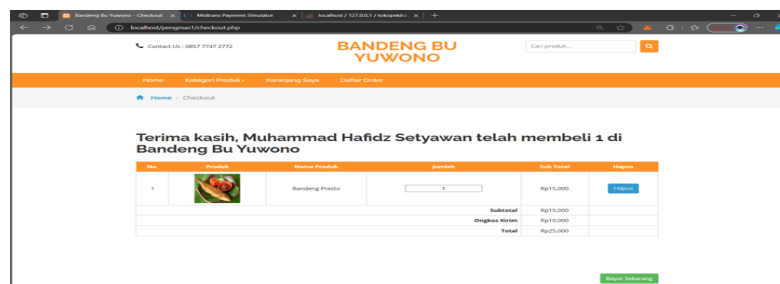 Bandeng Bu Yuwono - Checkout
Midtrans Payment Simulator
localhost / 127.0.0.1 /
localhost/pengmas1/checkout.php
Contact Us : 0857 7747 2772
BANDENG BU
YUWONO
Cari produk...
Home
Kategori Produk
Keranjang Saya
Daftar Order
Home / Checkout
Terima kasih, Muhammad Hafidz Setyawan telah membeli 1 di
Bandeng Bu Yuwono
No. Produk Nama Produk Jumlah Sub Total Hapus
1 Bandeng Presto 1 Rp15,000 Hapus
Subtotal Rp15,000
Ongkos Kirim Rp10,000
Total Rp25,000
Bayar Sekarang